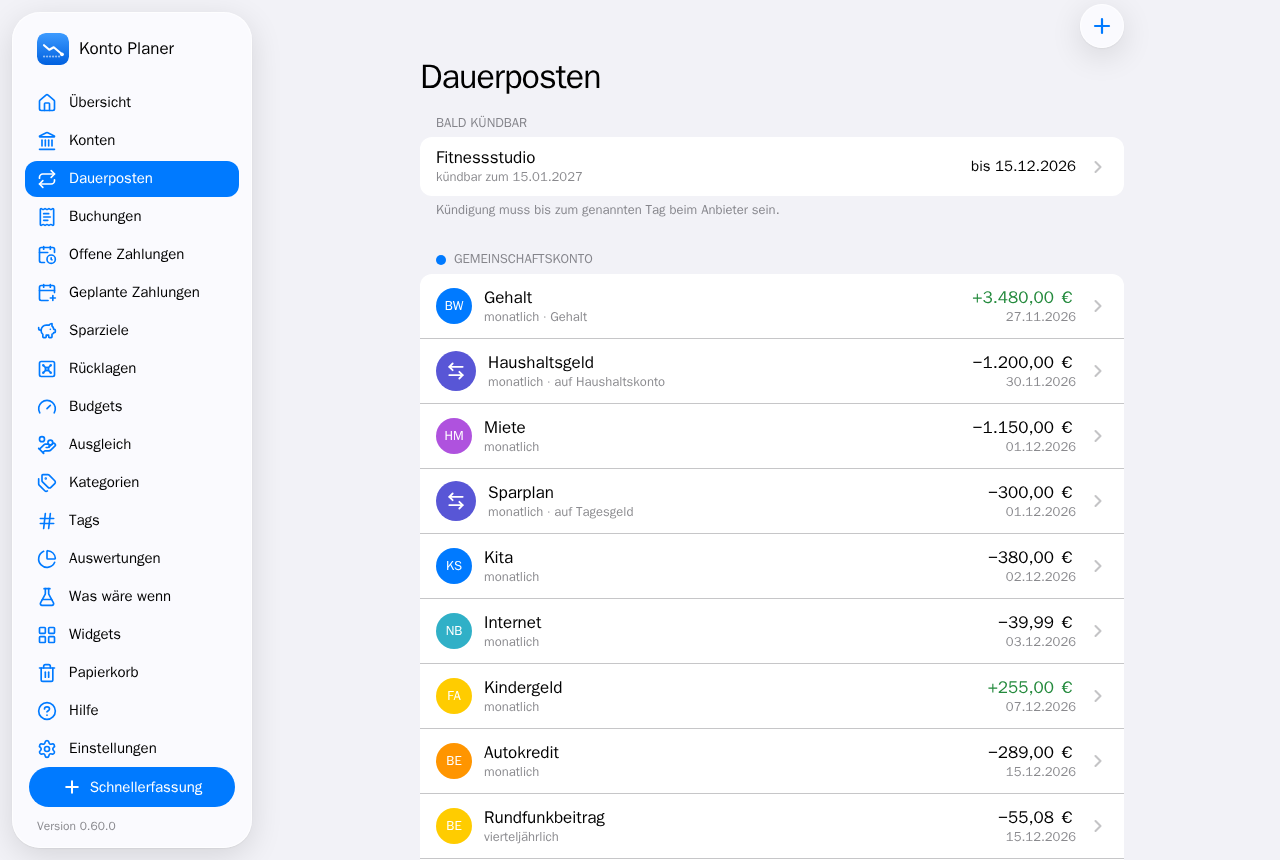 Konto Planer
Übersicht
Konten
Dauerposten
Buchungen
Offene Zahlungen
Geplante Zahlungen
Sparziele
Rücklagen
Budgets
Ausgleich
Kategorien
Tags
Auswertungen
Was wäre wenn
Widgets
Papierkorb
Hilfe
Einstellungen
Schnellerfassung
Version 0.60.0
Dauerposten
BALD KÜNDBAR
Fitnessstudio
kündbar zum 15.01.2027
bis 15.12.2026
Kündigung muss bis zum genannten Tag beim Anbieter sein.
GEMEINSCHAFTSKONTO
BW
Gehalt
monatlich · Gehalt
+3.480,00 €
27.11.2026
Haushaltsgeld
monatlich · auf Haushaltskonto
−1.200,00 €
30.11.2026
HM
Miete
monatlich
−1.150,00 €
01.12.2026
Sparplan
monatlich · auf Tagesgeld
−300,00 €
01.12.2026
KS
Kita
monatlich
−380,00 €
02.12.2026
NB
Internet
monatlich
−39,99 €
03.12.2026
FA
Kindergeld
monatlich
+255,00 €
07.12.2026
BE
Autokredit
monatlich
−289,00 €
15.12.2026
BE
Rundfunkbeitrag
vierteljährlich
−55,08 €
15.12.2026